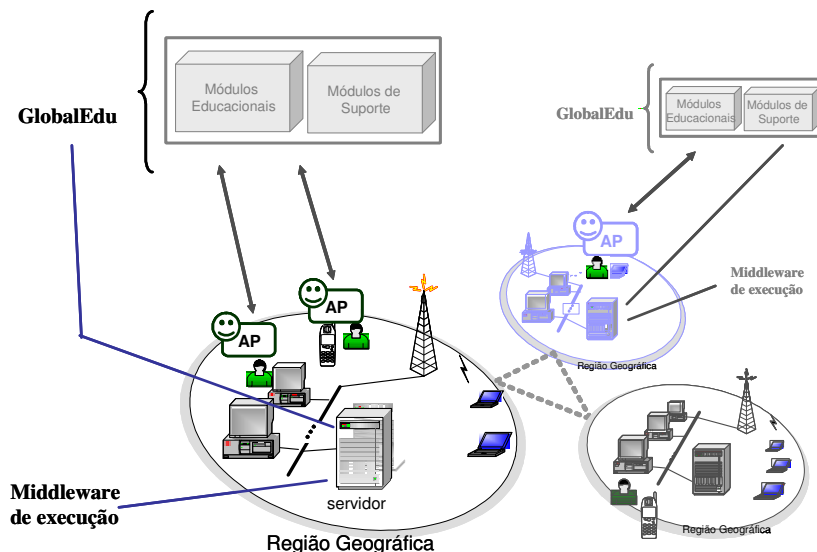 Módulos
Educacionais
Módulos de
Suporte
GlobalEdu
Módulos
Educacionais
Módulos de
Suporte
GlobalEdu
AP
Middleware
de execução
AP
AP
Região Geográfica
servidor
Middleware
de execução
Região Geográfica
Região Geográfica